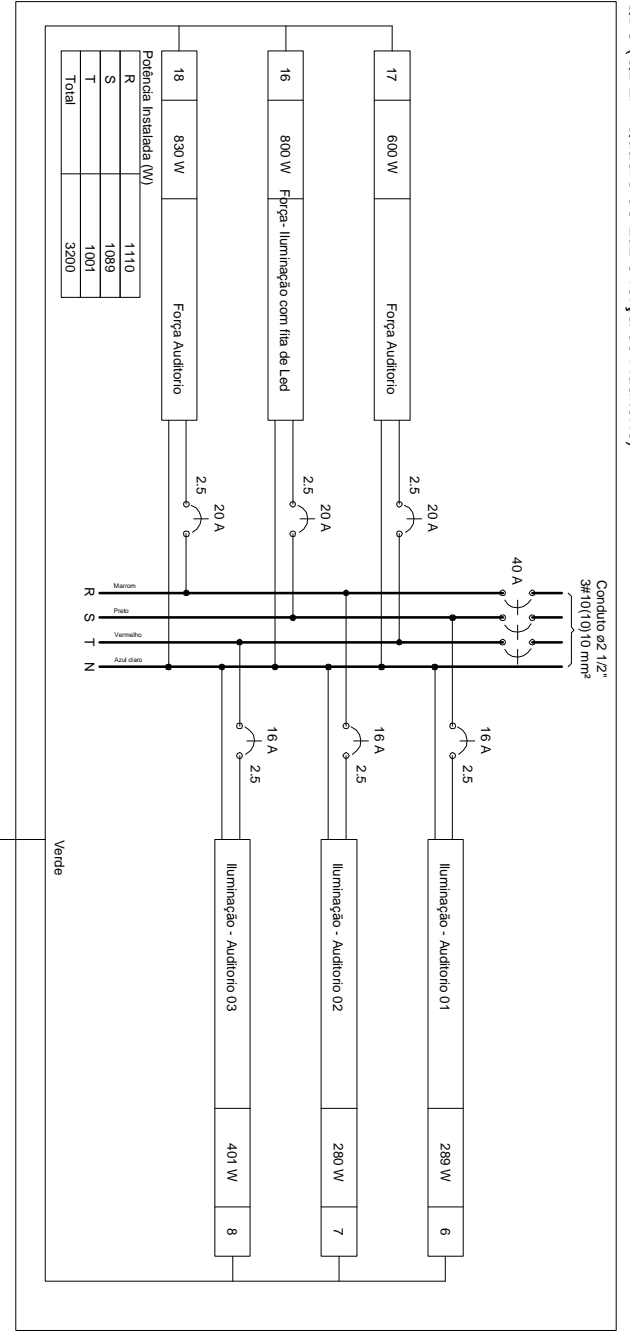 Conduto ø2 1/2"
3#10(10)10 mm²
40 A
16 A
2.5
Iluminação - Auditorio 01
289 W
6
17
600 W
Força Auditorio
20 A
2.5
16 A
2.5
Iluminação - Auditorio 02
280 W
7
16
800 W
Força- Iluminação com fita de Led
20 A
2.5
16 A
2.5
Iluminação - Auditorio 03
401 W
8
18
830 W
Força Auditorio
20 A
2.5
Potência Instalada (W)
R 1110
S 1089
T 1001
Total 3200
Marrom
Preto
Vermelho
Azul claro
R
S
T
N
Verde